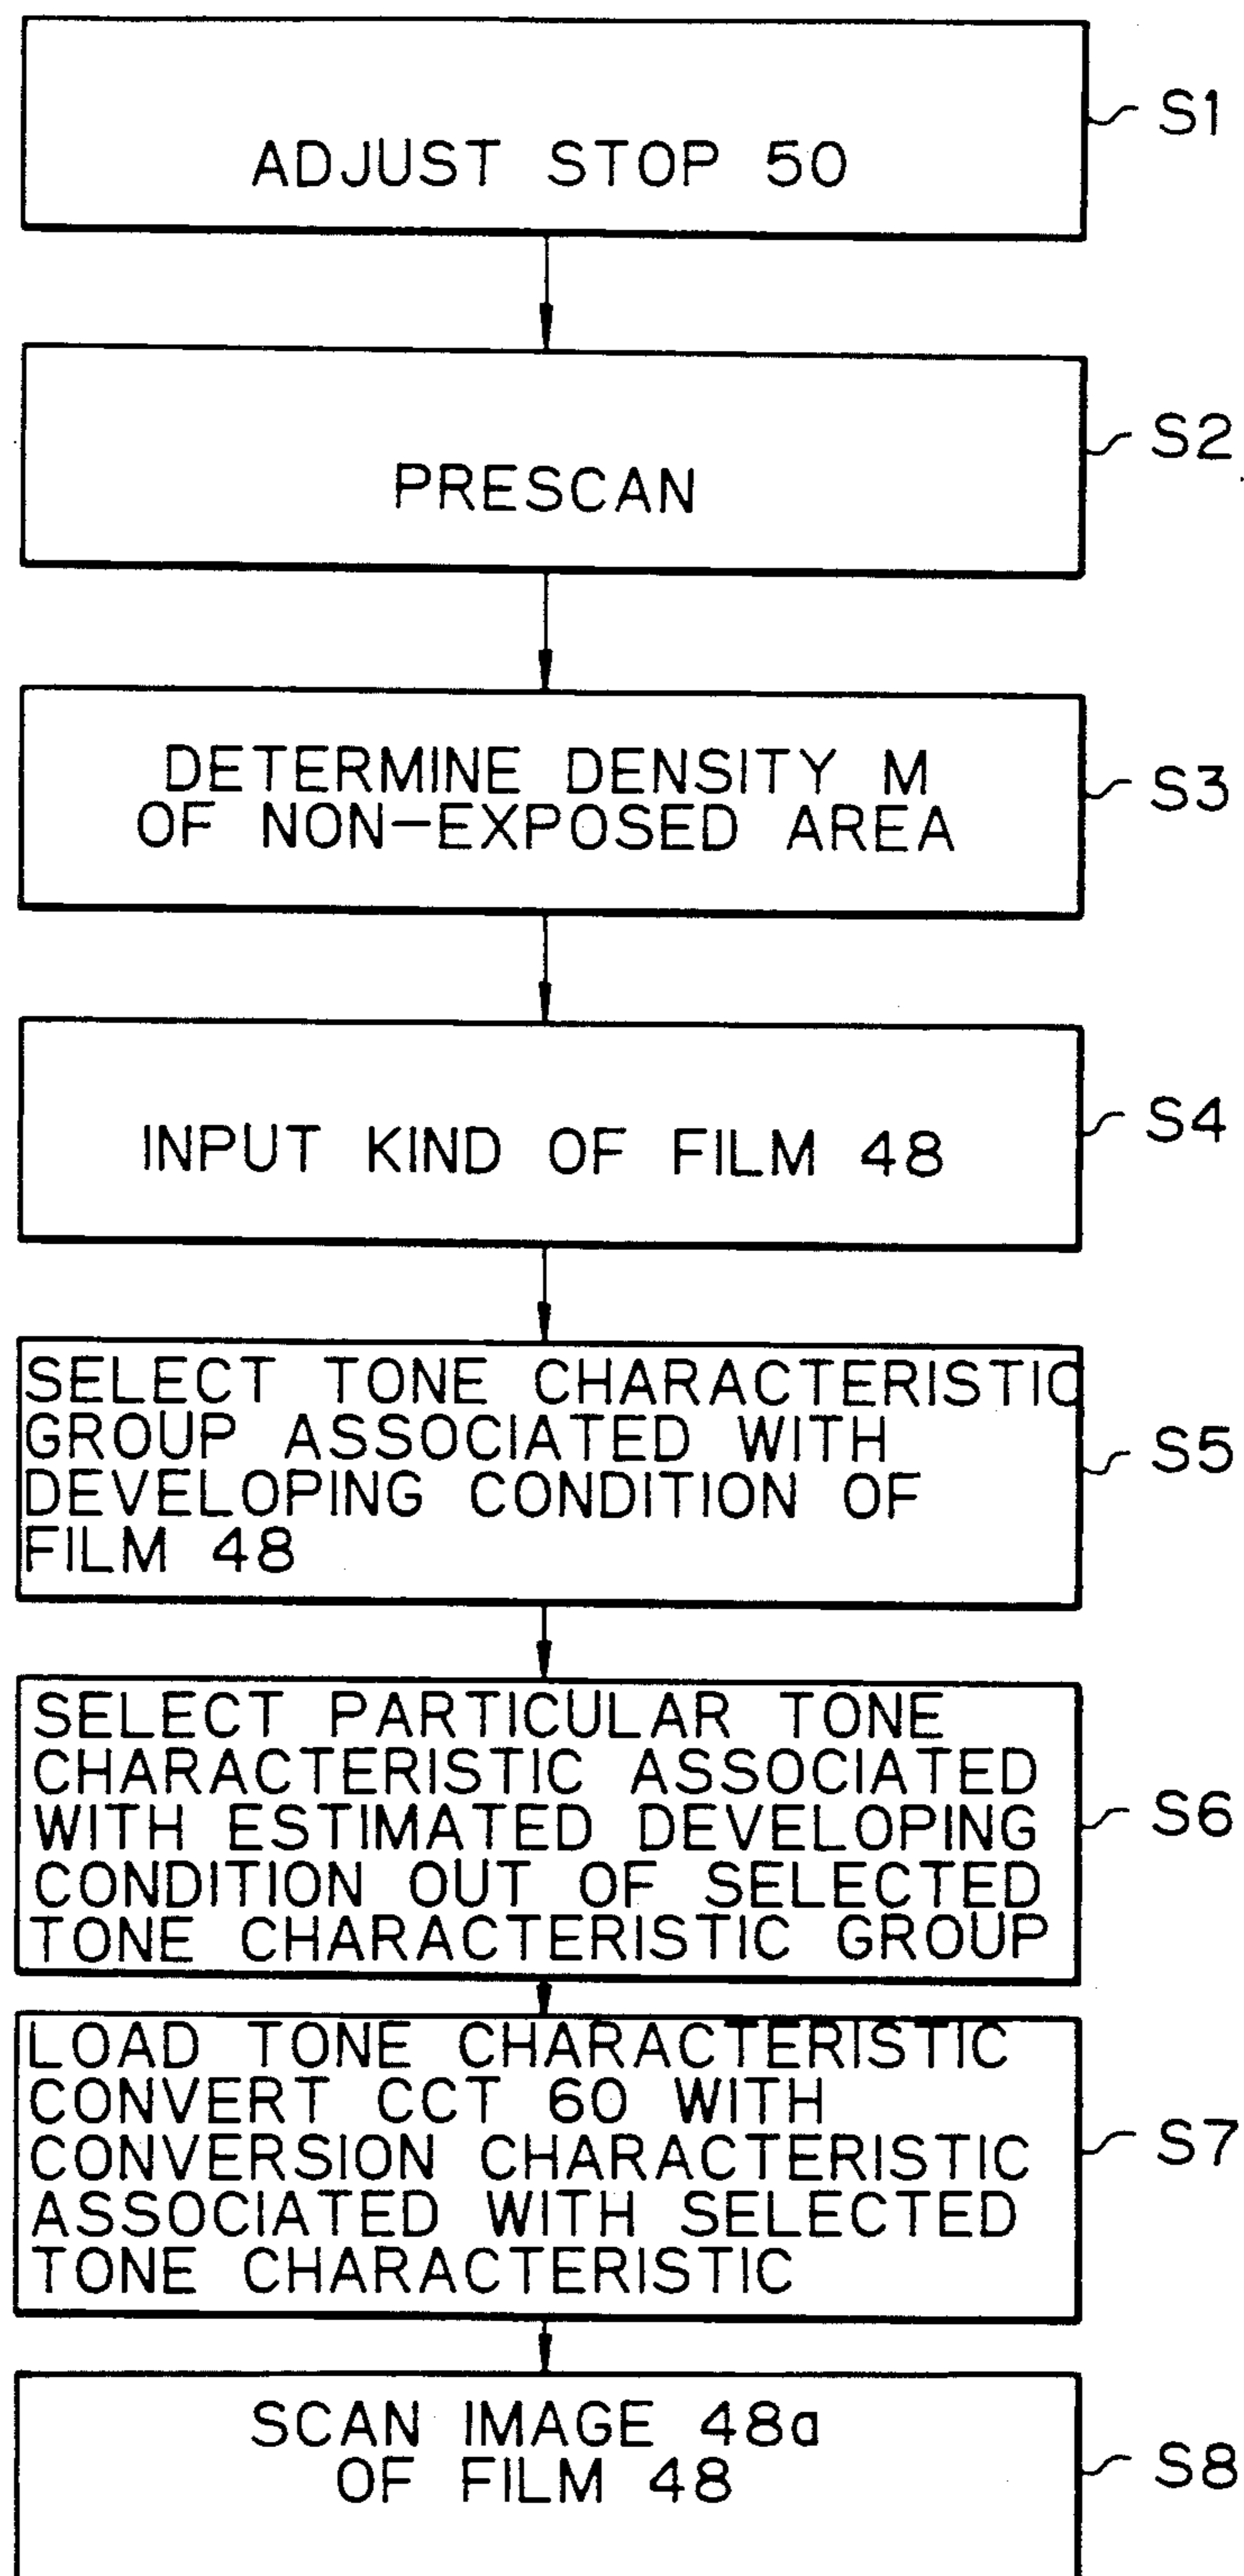 ADJUST STOP 50
S1
PRESCAN
S2
DETERMINE DENSITY M
OF NON-EXPOSED AREA
S3
INPUT KIND OF FILM 48
S4
SELECT TONE CHARACTERISTIC
GROUP ASSOCIATED WITH
DEVELOPING CONDITION OF
FILM 48
S5
SELECT PARTICULAR TONE
CHARACTERISTIC ASSOCIATED
WITH ESTIMATED DEVELOPING
CONDITION OUT OF SELECTED
TONE CHARACTERISTIC GROUP
S6
LOAD TONE CHARACTERISTIC
CONVERT CCT 60 WITH
CONVERSION CHARACTERISTIC
ASSOCIATED WITH SELECTED
TONE CHARACTERISTIC
S7
SCAN IMAGE 48a
OF FILM 48
S8